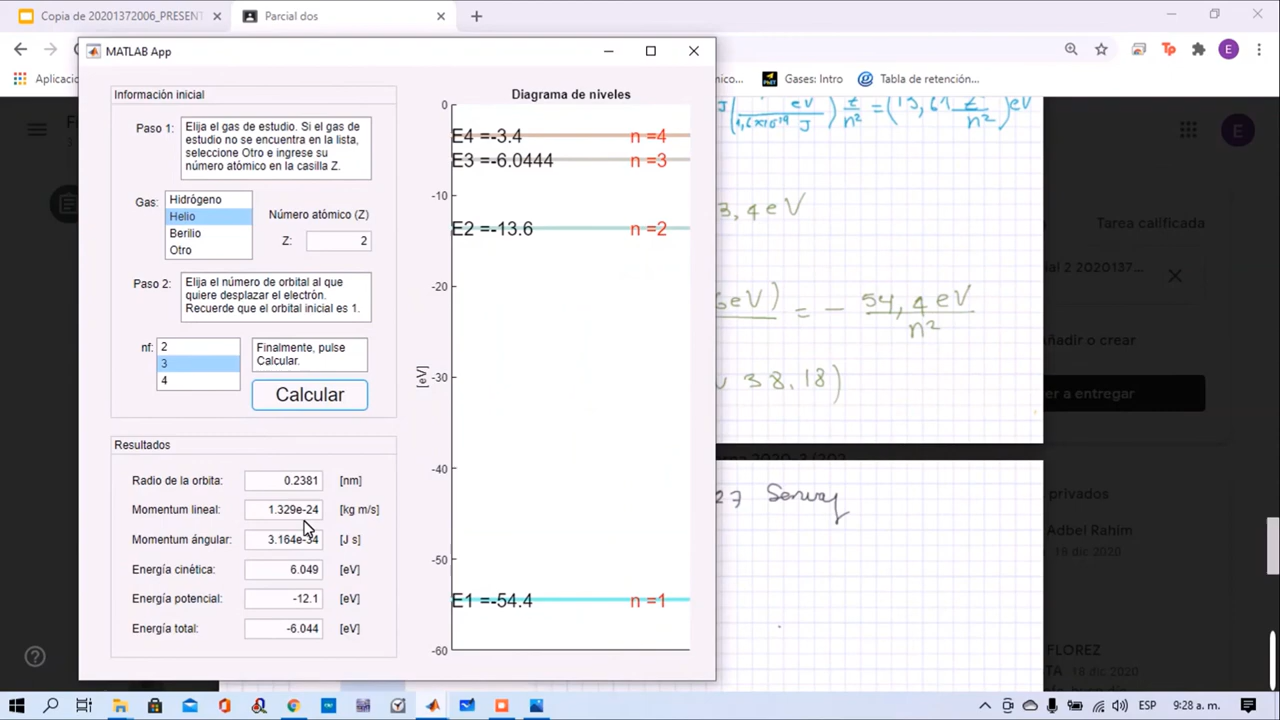 Copia de 20201372006_PRESENT
Parcial dos
MATLAB App
Aplicacio
mico...
Gases: Intro
Tabla de retención...
E
Información inicial
Paso 1:
Elija el gas de estudio. Si el gas de
estudio no se encuentra en la lista,
seleccione Otro e ingrese su
número atómico en la casilla Z.
Gas:
Hidrógeno
Helio
Berilio
Otro
Número atómico (Z)
Z: 2
Paso 2:
Elija el número de orbital al que
quiere desplazar el electrón.
Recuerde que el orbital inicial es 1.
nf:
2
3
4
Finalmente, pulse
Calcular.
Calcular
Resultados
Radio de la orbita: 0.2381 [nm]
Momentum lineal: 1.329e-24 [kg m/s]
Momentum ángular: 3.164e-34 [J s]
Energía cinética: 6.049 [eV]
Energía potencial: -12.1 [eV]
Energía total: -6.044 [eV]
Diagrama de niveles
0
E4 =-3.4 n =4
E3 =-6.0444 n =3
-10
E2 =-13.6 n =2
-20
-30
[eV]
-40
-50
E1 =-54.4 n =1
-60
3,4 eV
6eV) = - 54,4 eV
n²
38.18)
27
E
Tarea calificada
ial 2 2020137...
ñadir o crear
er a entregar
privados
Adbel Rahim
18 dic 2020
FLOREZ
TA 18 dic 2020
ESP
9:28 a. m.